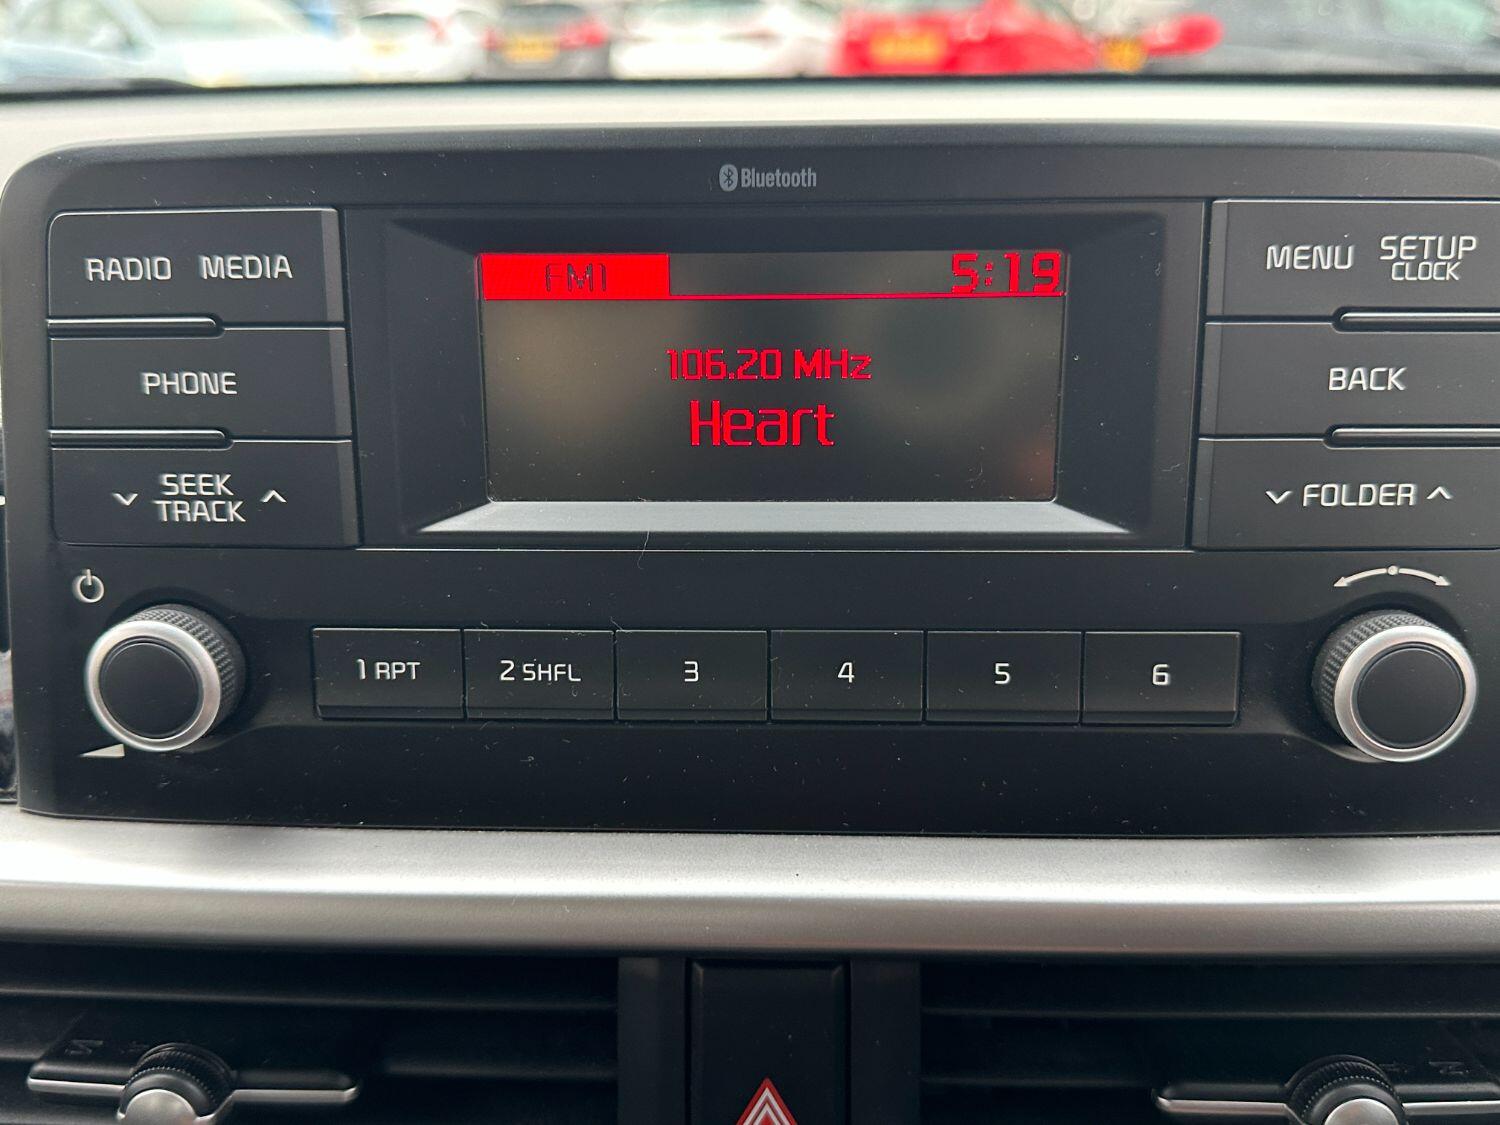 Bluetooth
RADIO MEDIA
PHONE
SEEK
TRACK
FM1 5:19
106.20 MHz
Heart
MENU SETUP
CLOCK
BACK
FOLDER
1 RPT 2 SHFL 3 4 5 6